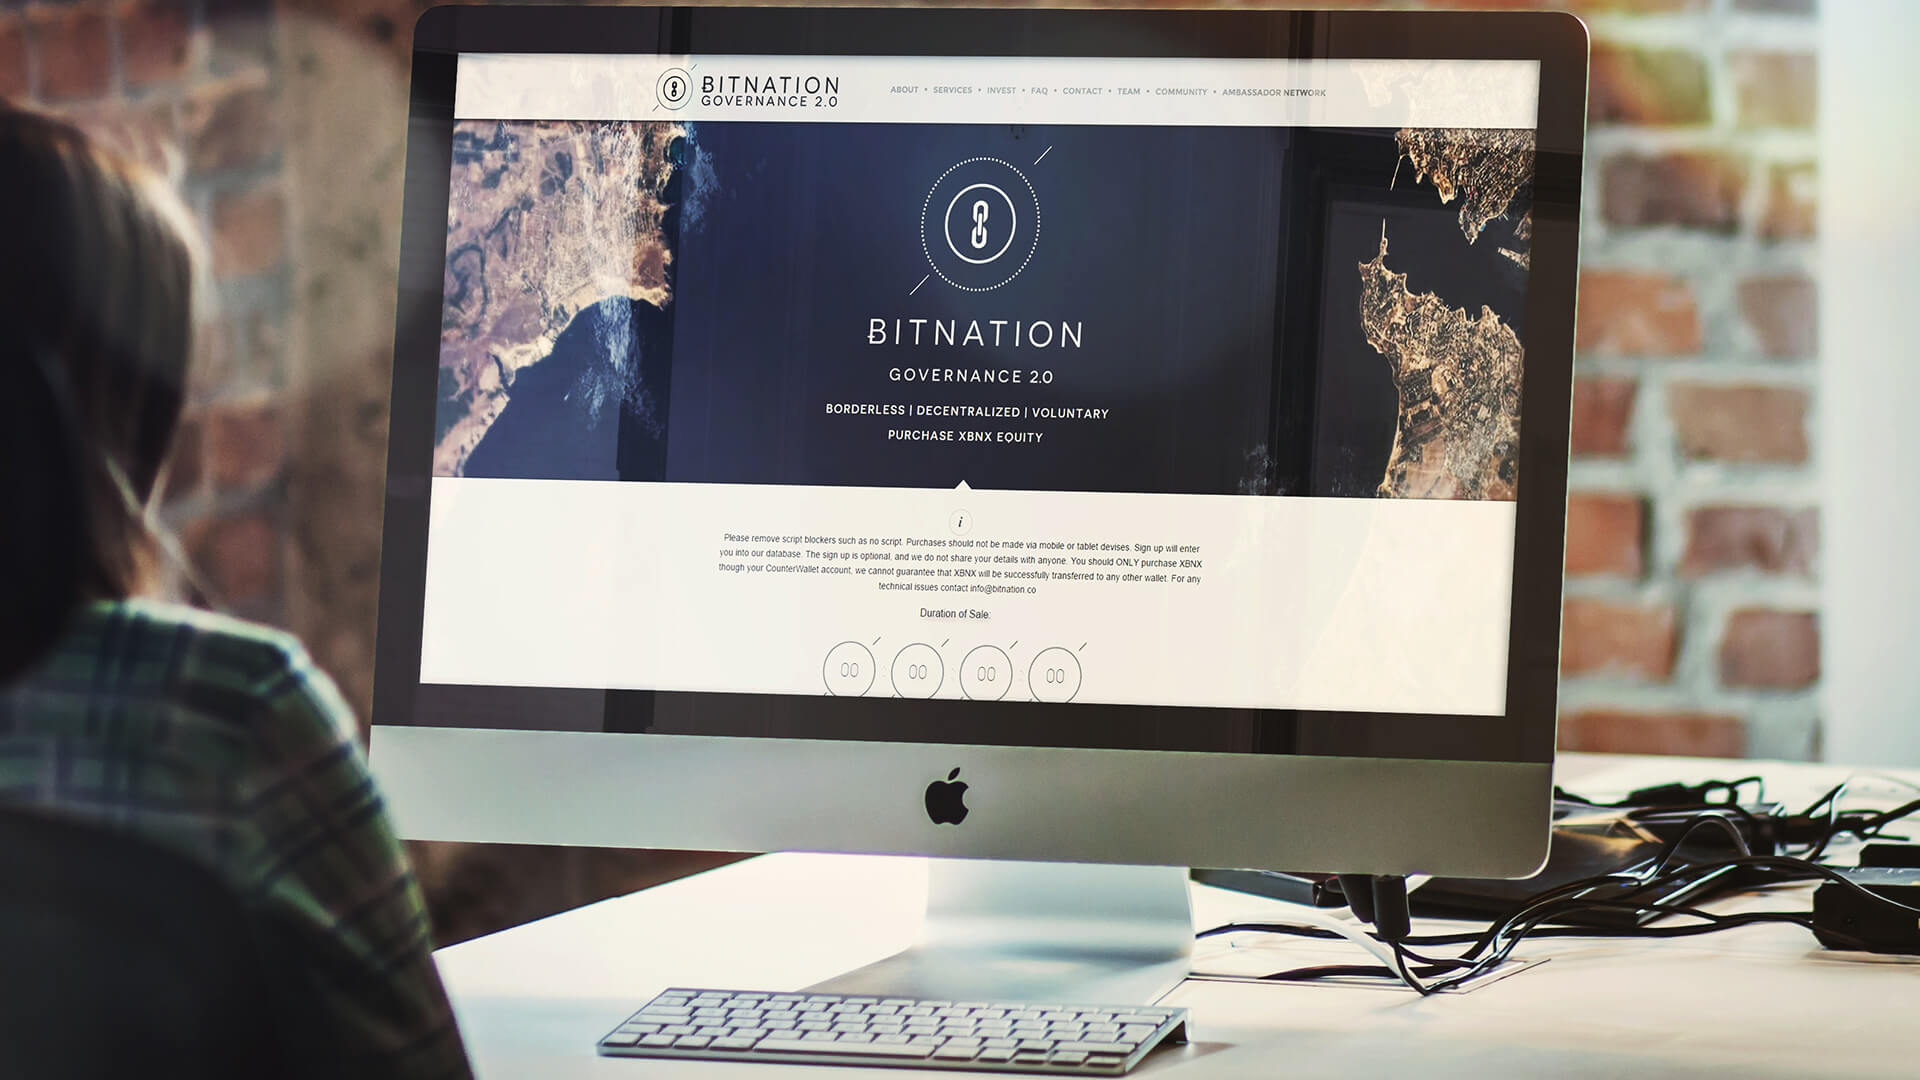 BITNATION
GOVERNANCE 2.0
ABOUT • SERVICES • INVEST • FAQ • CONTACT • TEAM • COMMUNITY • AMBASSADOR NETWORK
BITNATION
GOVERNANCE 2.0
BORDERLESS | DECENTRALIZED | VOLUNTARY
PURCHASE XBNX EQUITY
i
Please remove script blockers such as no script. Purchases should not be made via mobile or tablet devises. Sign up will enter
you into our database. The sign up is optional, and we do not share your details with anyone. You should ONLY purchase XBNX
though your CounterWallet account, we cannot guarantee that XBNX will be successfully transferred to any other wallet. For any
technical issues contact info@bitnation.co
Duration of Sale:
00 : 00 : 00 : 00